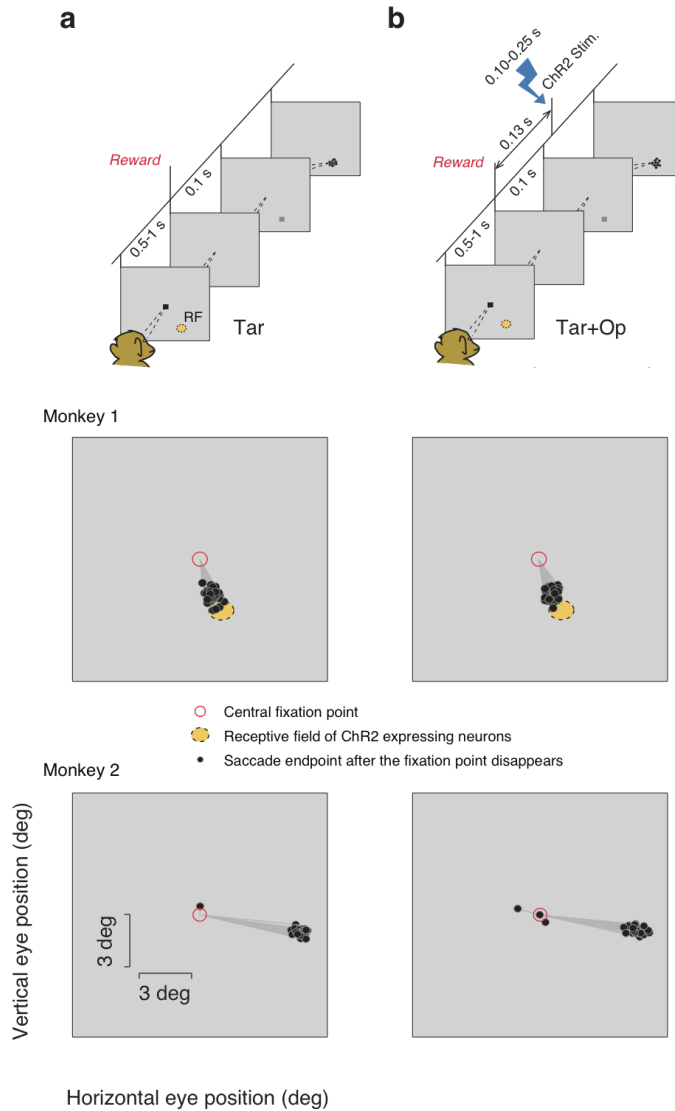 a
b
0.10-0.25 s
ChR2 Stim.
0.13 s
Reward
Reward
0.1 s
0.1 s
0.5-1 s
0.5-1 s
RF
Tar
Tar+Op
Monkey 1
Central fixation point
Receptive field of ChR2 expressing neurons
Saccade endpoint after the fixation point disappears
Monkey 2
Vertical eye position (deg)
3 deg
3 deg
Horizontal eye position (deg)